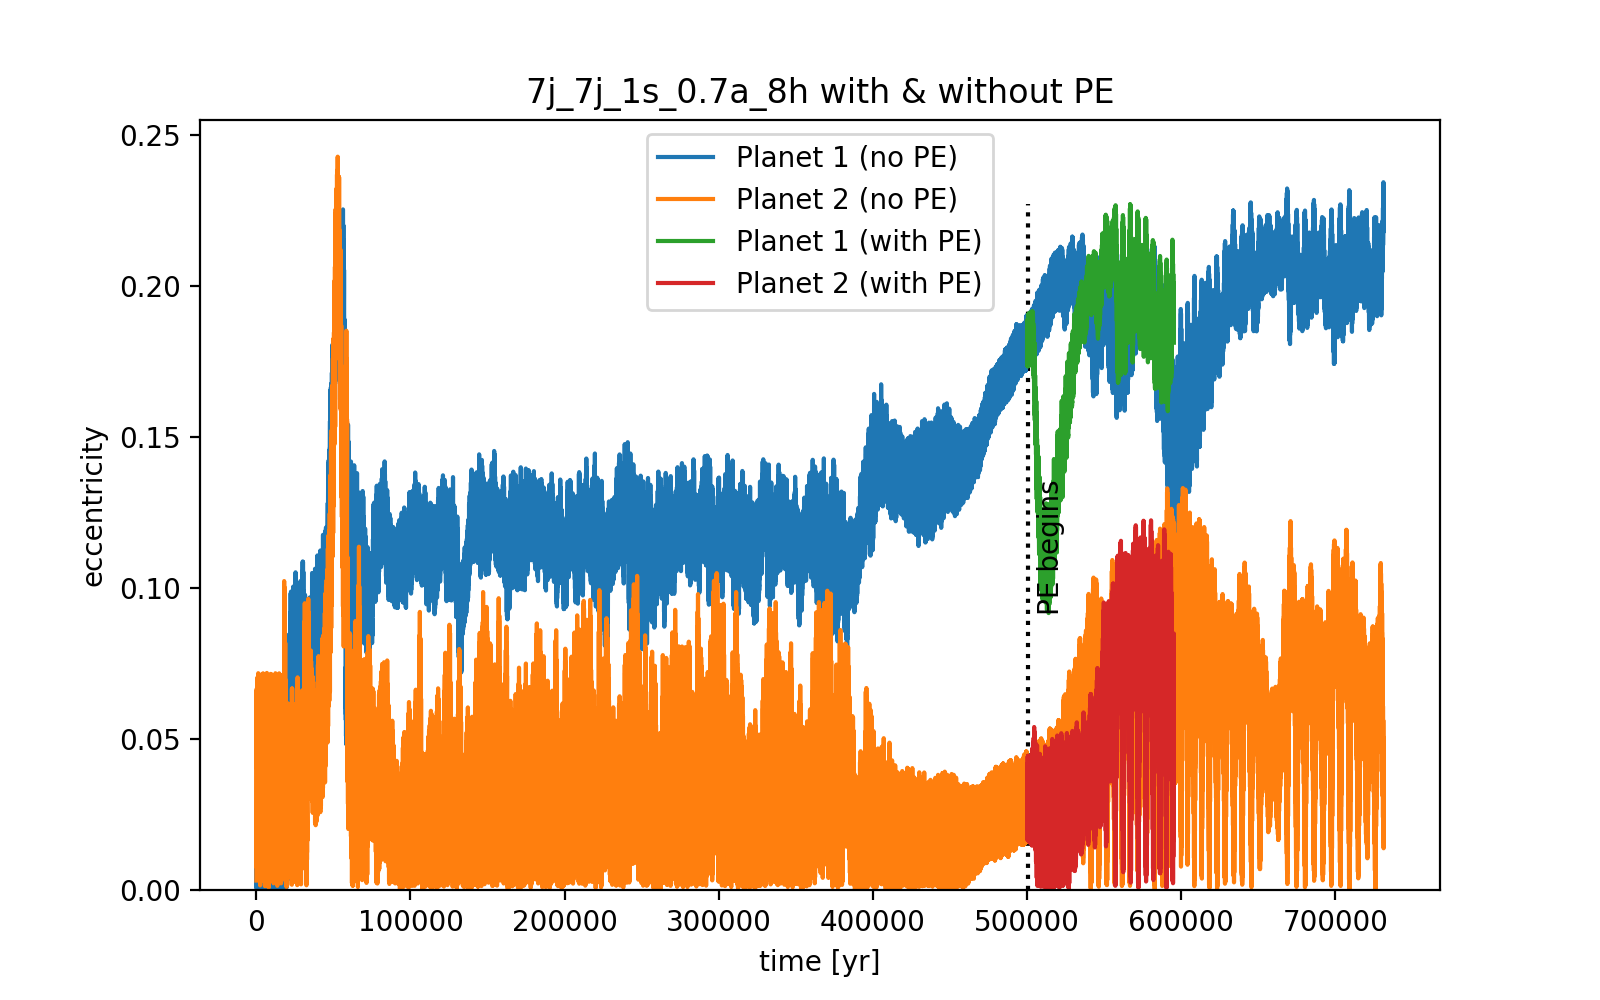 7j_7j_1s_0.7a_8h with & without PE
Planet 1 (no PE)
Planet 2 (no PE)
Planet 1 (with PE)
Planet 2 (with PE)
PE begins
eccentricity
0.25
0.20
0.15
0.10
0.05
0.00
0 100000 200000 300000 400000 500000 600000 700000
time [yr]